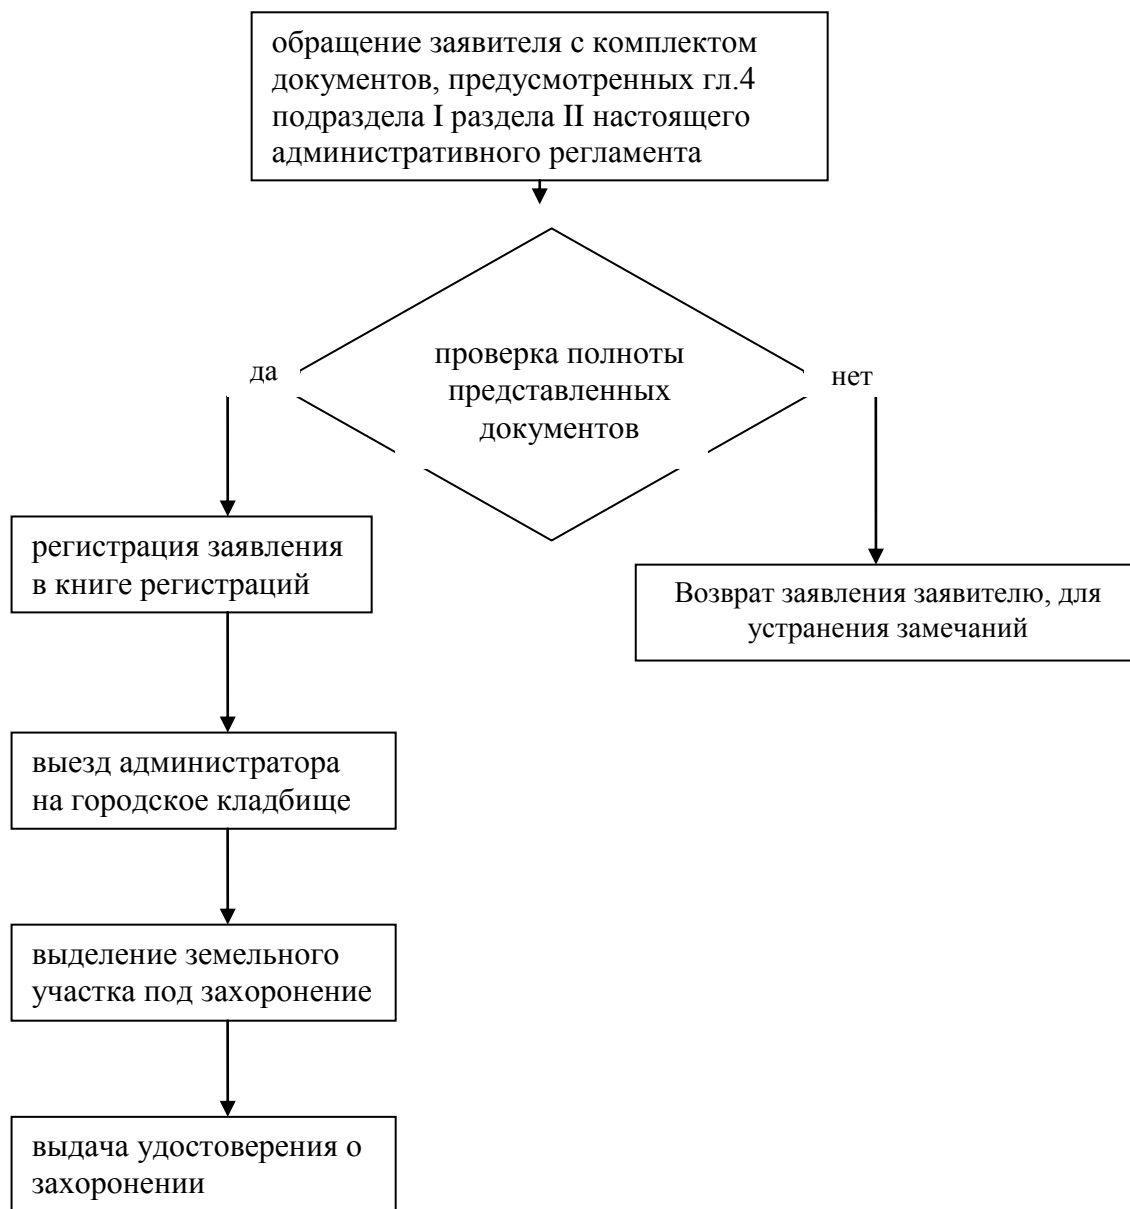 обращение заявителя с комплектом
документов, предусмотренных гл.4
подраздела I раздела II настоящего
административного регламента
проверка полноты
представленных
документов
да
нет
регистрация заявления
в книге регистраций
Возврат заявления заявителю, для
устранения замечаний
выезд администратора
на городское кладбище
выделение земельного
участка под захоронение
выдача удостоверения о
захоронении